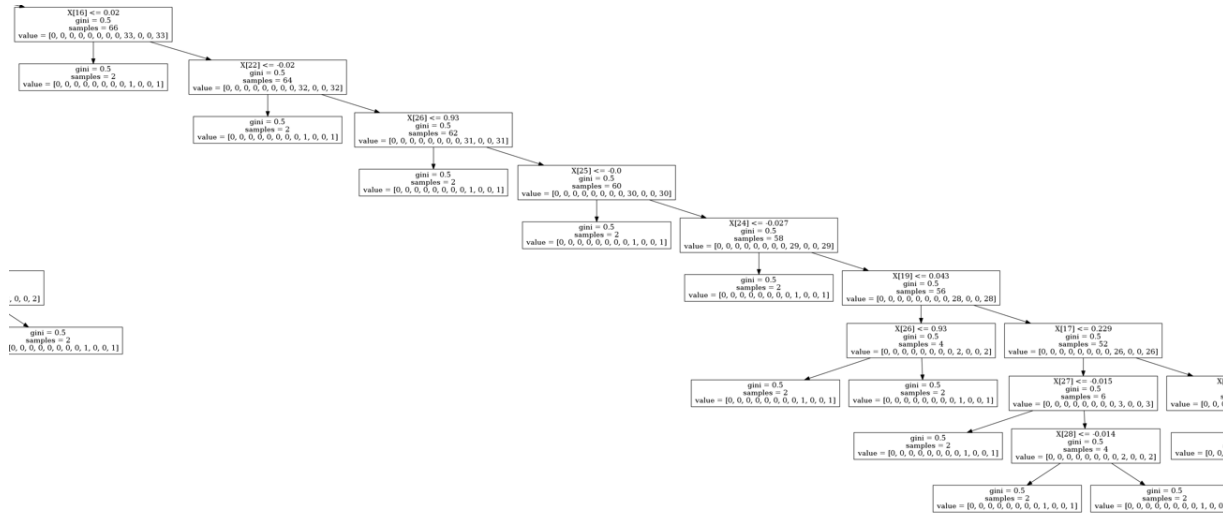 X[16] <= 0.02
gini = 0.5
samples = 66
value = [0, 0, 0, 0, 0, 0, 0, 0, 33, 0, 0, 33]
gini = 0.5
samples = 2
value = [0, 0, 0, 0, 0, 0, 0, 0, 1, 0, 0, 1]
X[22] <= -0.02
gini = 0.5
samples = 64
value = [0, 0, 0, 0, 0, 0, 0, 0, 32, 0, 0, 32]
gini = 0.5
samples = 2
value = [0, 0, 0, 0, 0, 0, 0, 0, 1, 0, 0, 1]
X[26] <= 0.93
gini = 0.5
samples = 62
value = [0, 0, 0, 0, 0, 0, 0, 0, 31, 0, 0, 31]
gini = 0.5
samples = 2
value = [0, 0, 0, 0, 0, 0, 0, 0, 1, 0, 0, 1]
X[25] <= -0.0
gini = 0.5
samples = 60
value = [0, 0, 0, 0, 0, 0, 0, 0, 30, 0, 0, 30]
gini = 0.5
samples = 2
value = [0, 0, 0, 0, 0, 0, 0, 0, 1, 0, 0, 1]
X[24] <= -0.027
gini = 0.5
samples = 58
value = [0, 0, 0, 0, 0, 0, 0, 0, 29, 0, 0, 29]
gini = 0.5
samples = 2
value = [0, 0, 0, 0, 0, 0, 0, 0, 1, 0, 0, 1]
X[19] <= 0.043
gini = 0.5
samples = 56
value = [0, 0, 0, 0, 0, 0, 0, 0, 28, 0, 0, 28]
, 0, 0, 2]
gini = 0.5
samples = 2
[0, 0, 0, 0, 0, 0, 0, 0, 1, 0, 0, 1]
X[26] <= 0.93
gini = 0.5
samples = 4
value = [0, 0, 0, 0, 0, 0, 0, 0, 2, 0, 0, 2]
X[17] <= 0.229
gini = 0.5
samples = 52
value = [0, 0, 0, 0, 0, 0, 0, 0, 26, 0, 0, 26]
gini = 0.5
samples = 2
value = [0, 0, 0, 0, 0, 0, 0, 0, 1, 0, 0, 1]
gini = 0.5
samples = 2
value = [0, 0, 0, 0, 0, 0, 0, 0, 1, 0, 0, 1]
X[27] <= -0.015
gini = 0.5
samples = 6
value = [0, 0, 0, 0, 0, 0, 0, 0, 3, 0, 0, 3]
value = [0, 0, 0
gini = 0.5
samples = 2
value = [0, 0, 0, 0, 0, 0, 0, 0, 1, 0, 0, 1]
X[28] <= -0.014
gini = 0.5
samples = 4
value = [0, 0, 0, 0, 0, 0, 0, 0, 2, 0, 0, 2]
value = [0, 0,
gini = 0.5
samples = 2
value = [0, 0, 0, 0, 0, 0, 0, 0, 1, 0, 0, 1]
gini = 0.5
samples = 2
value = [0, 0, 0, 0, 0, 0, 0, 0, 1, 0, 0